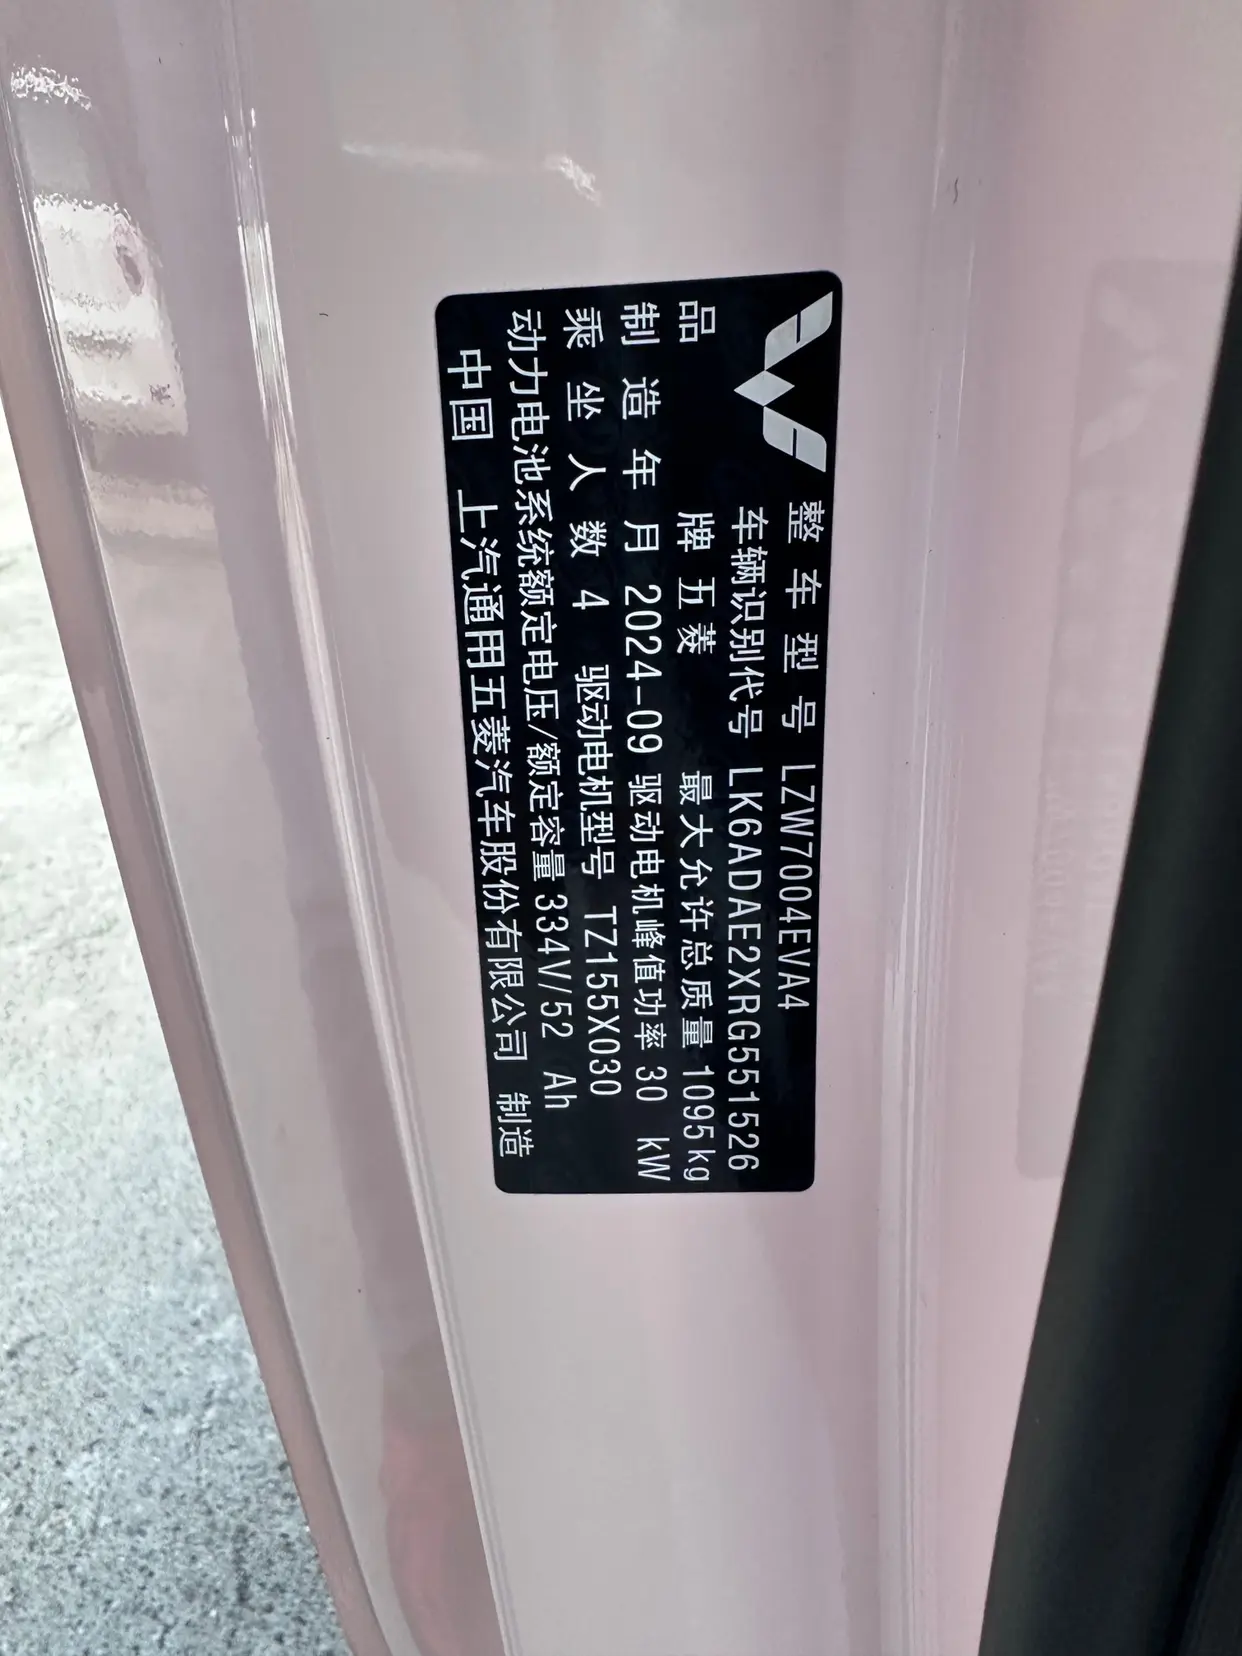 整车型号 LZW7004EVA4
车辆识别代号 LK6ADAE2XRG551526
品牌 五菱 最大允许总质量 1095kg
制造年月 2024-09 驱动电机峰值功率 30 kW
乘坐人数 4 驱动电机型号 TZ155X030
动力电池系统额定电压/额定容量 334V/52 Ah
中国 上汽通用五菱汽车股份有限公司 制造